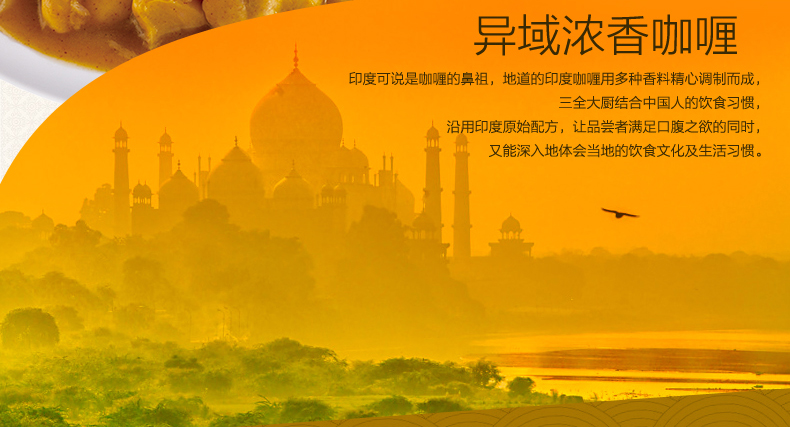 异域浓香咖喱
印度可说是咖喱的鼻祖，地道的印度咖喱用多种香料精心调制而成，
三全大厨结合中国人的饮食习惯，
沿用印度原始配方，让品尝者满足口腹之欲的同时，
又能深入地体会当地的饮食文化及生活习惯。